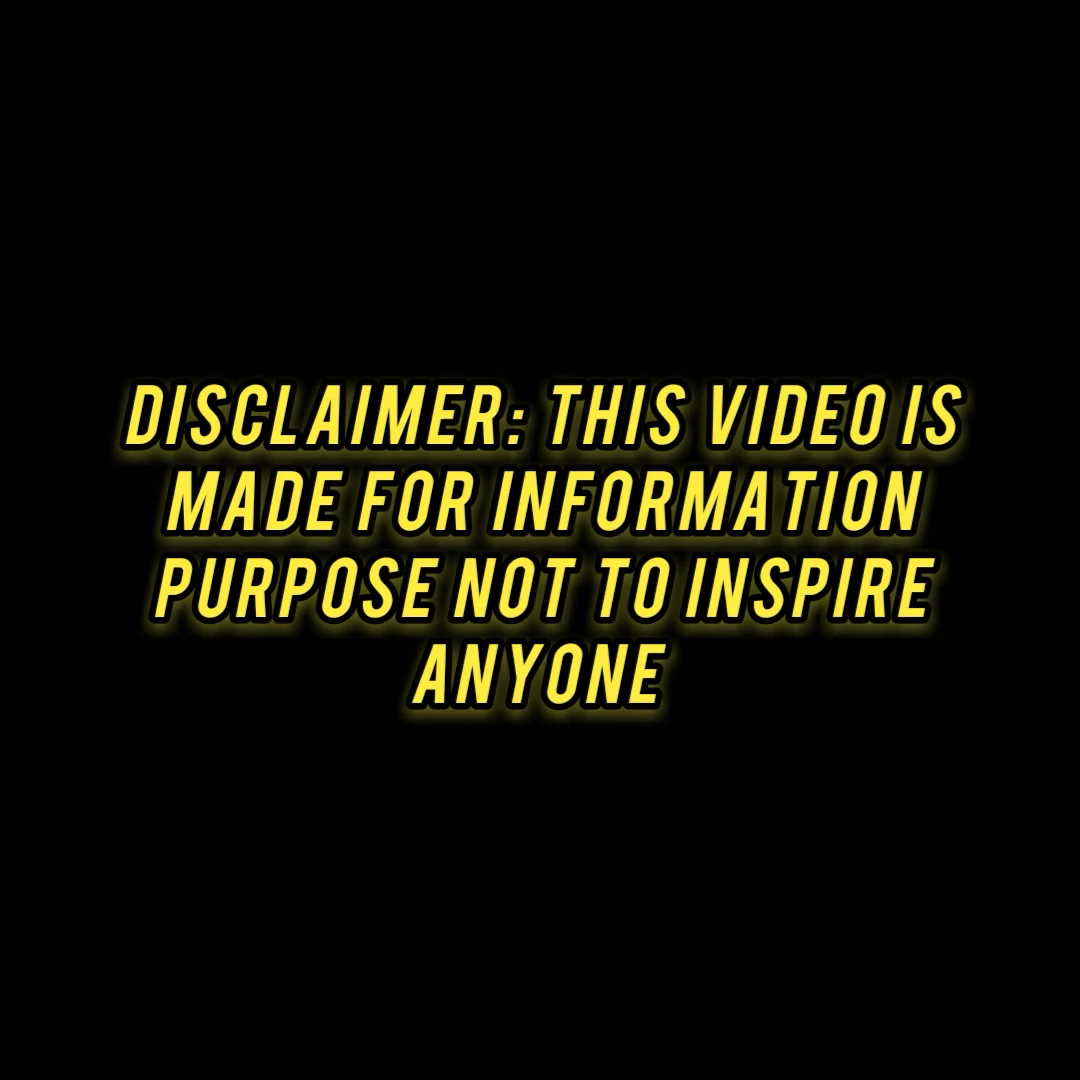 DISCLAIMER: THIS VIDEO IS
MADE FOR INFORMATION
PURPOSE NOT TO INSPIRE
ANYONE